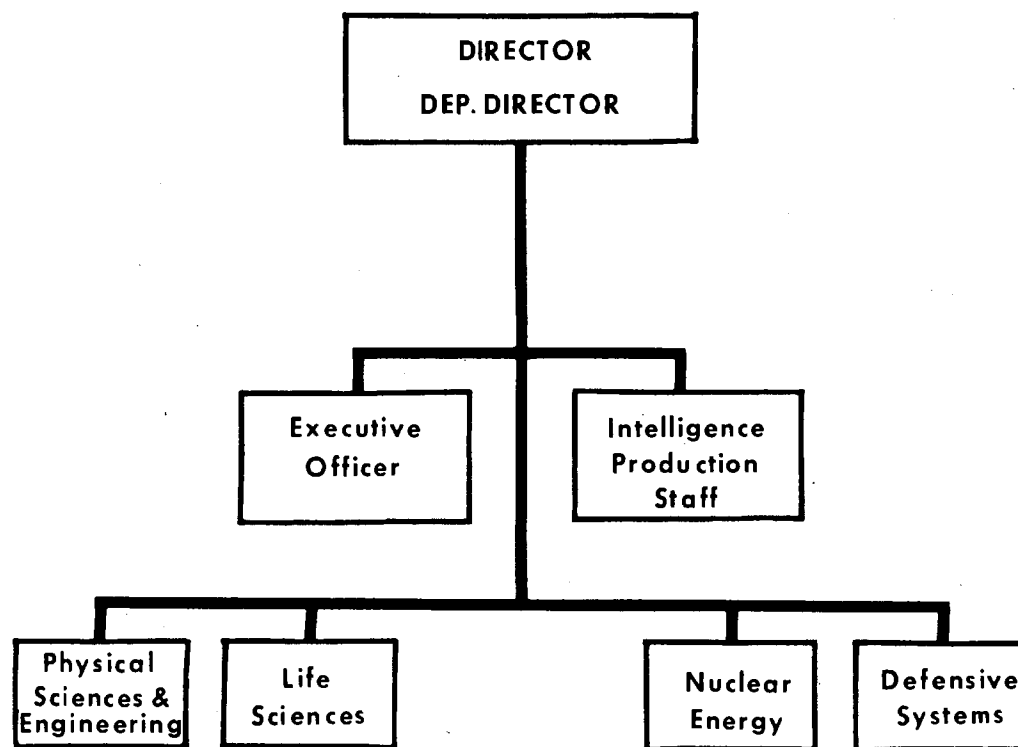 DIRECTOR
DEP. DIRECTOR
Executive
Officer
Intelligence
Production
Staff
Physical
Sciences &
Engineering
Life
Sciences
Nuclear
Energy
Defensive
Systems